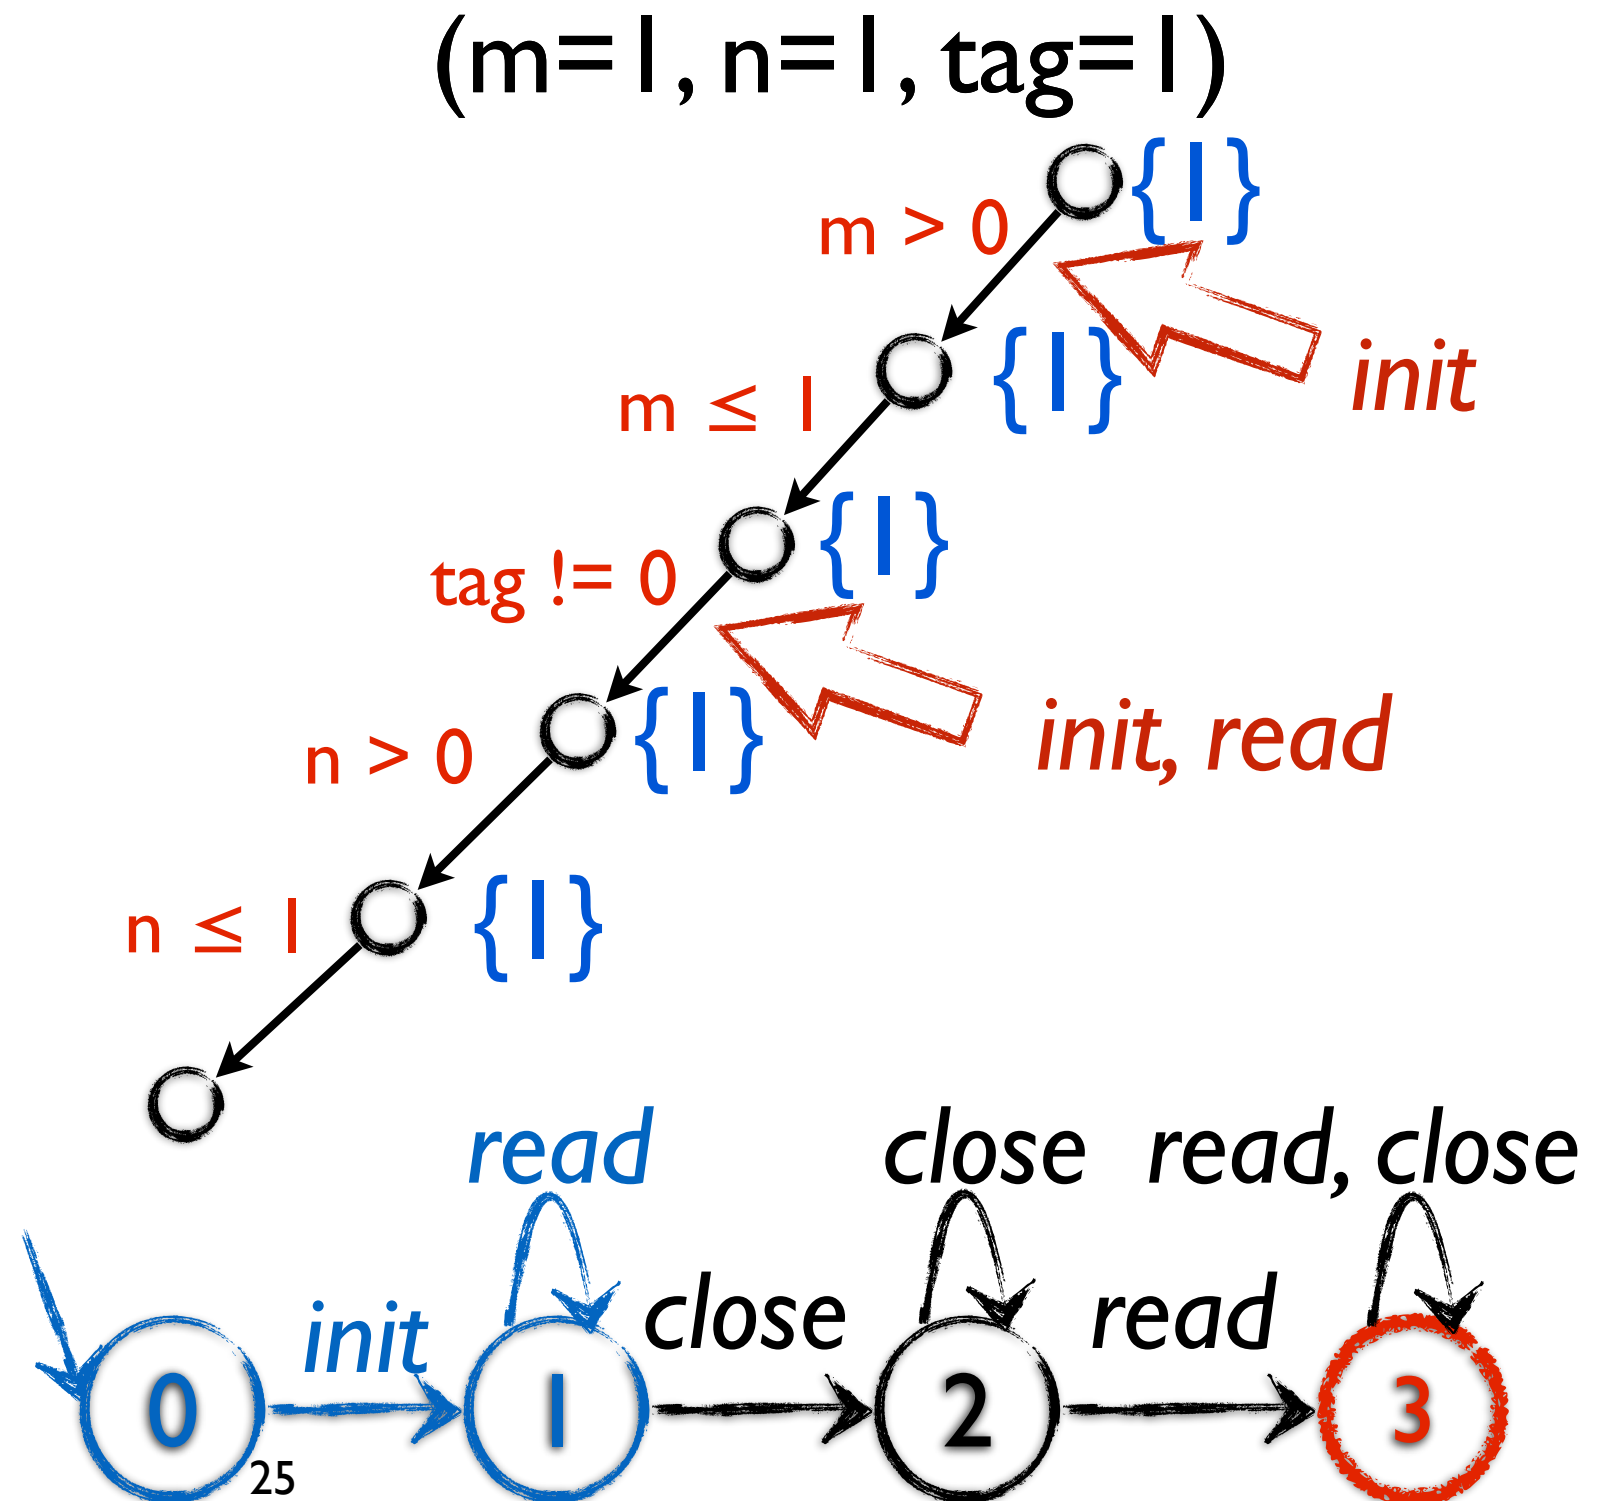 (m=1, n=1, tag=1)
{1}
m > 0
{1}
init
m ≤ 1
{1}
tag != 0
{1}
init, read
n > 0
{1}
n ≤ 1
read
close
read, close
init
close
read
0
1
2
3
25